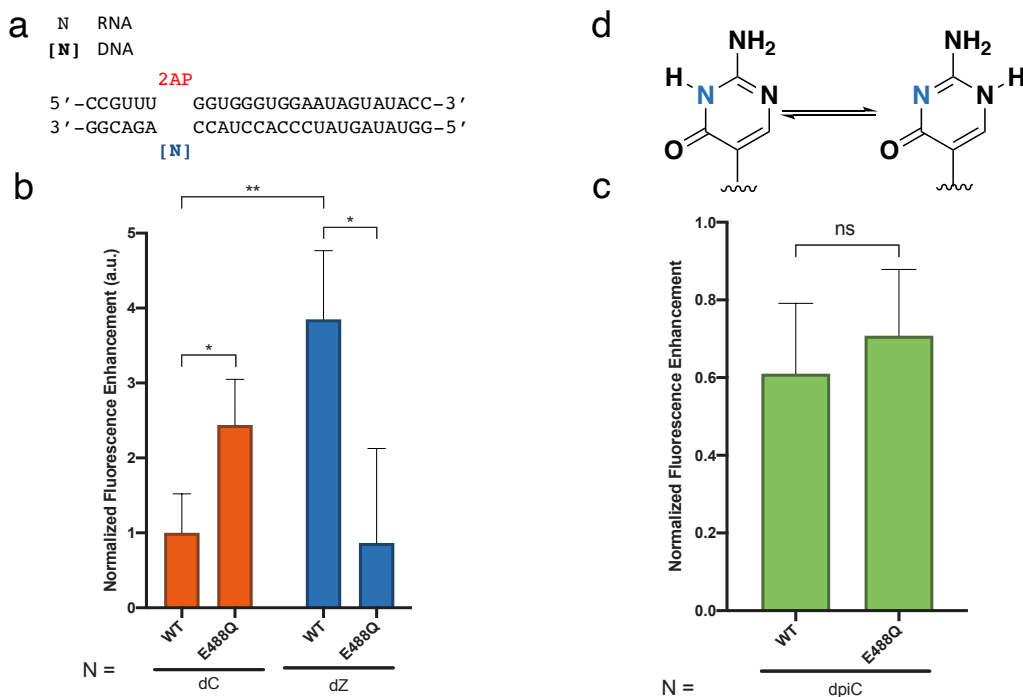 a
N RNA
[N] DNA
2AP
5’-CCGUUU GGUGGGUGGAAUAGUAUACC-3’
3’-GGCAGA CCAUCCACCCUAUGAUAUGG-5’
[N]
b
Normalized Fluorescence Enhancement (a.u.)
5
4
3
2
1
0
**
*
*
WT
E488Q
WT
E488Q
N =
dC
dZ
d
NH2
H
N
N
O
NH2
N
N
H
O
c
Normalized Fluorescence Enhancement
1.0
0.8
0.6
0.4
0.2
0.0
ns
WT
E488Q
N =
dpiC